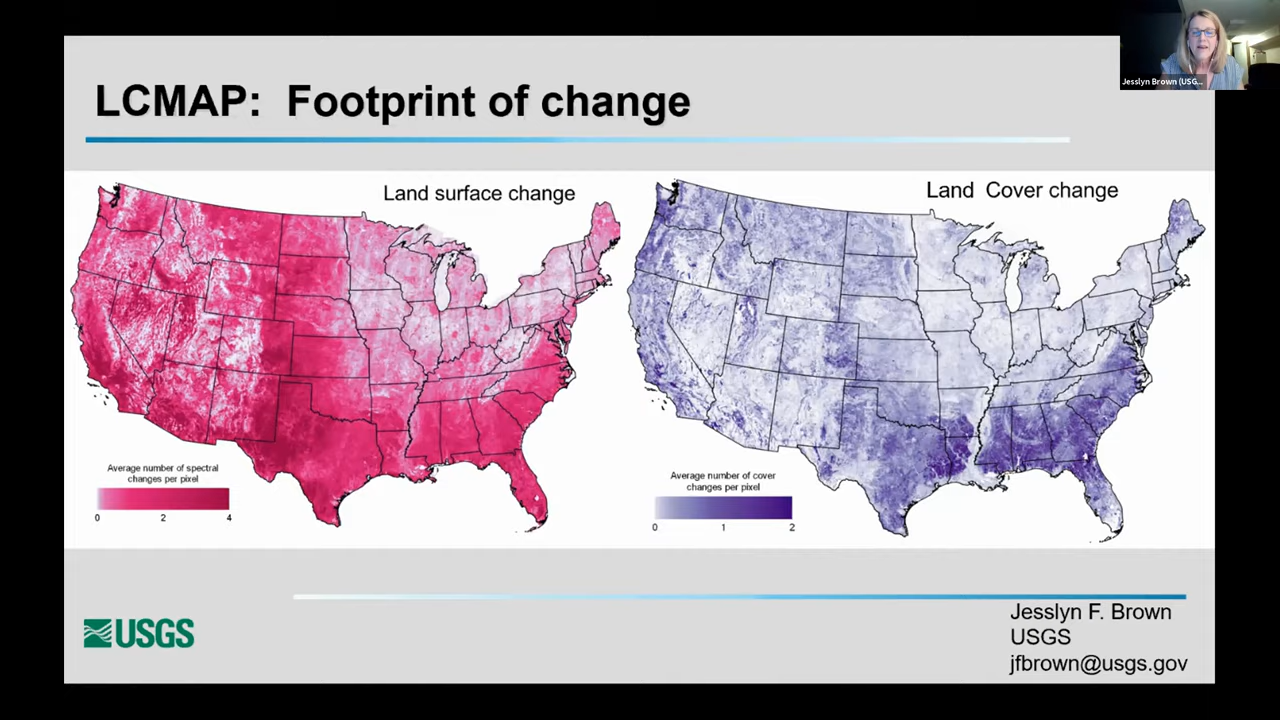 Jesslyn Brown (USG...
LCMAP:  Footprint of change
Land surface change
Land  Cover change
Average number of spectral
changes per pixel
0 2 4
Average number of cover
changes per pixel
0 1 2
USGS
Jesslyn F. Brown
USGS
jfbrown@usgs.gov